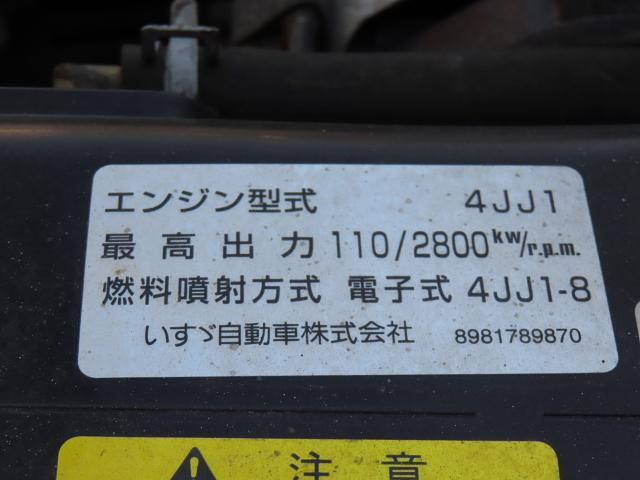 エンジン型式 4JJ1
最高出力 110/2800kw/r.p.m.
燃料噴射方式 電子式 4JJ1-8
いすゞ自動車株式会社 8981789870
注意